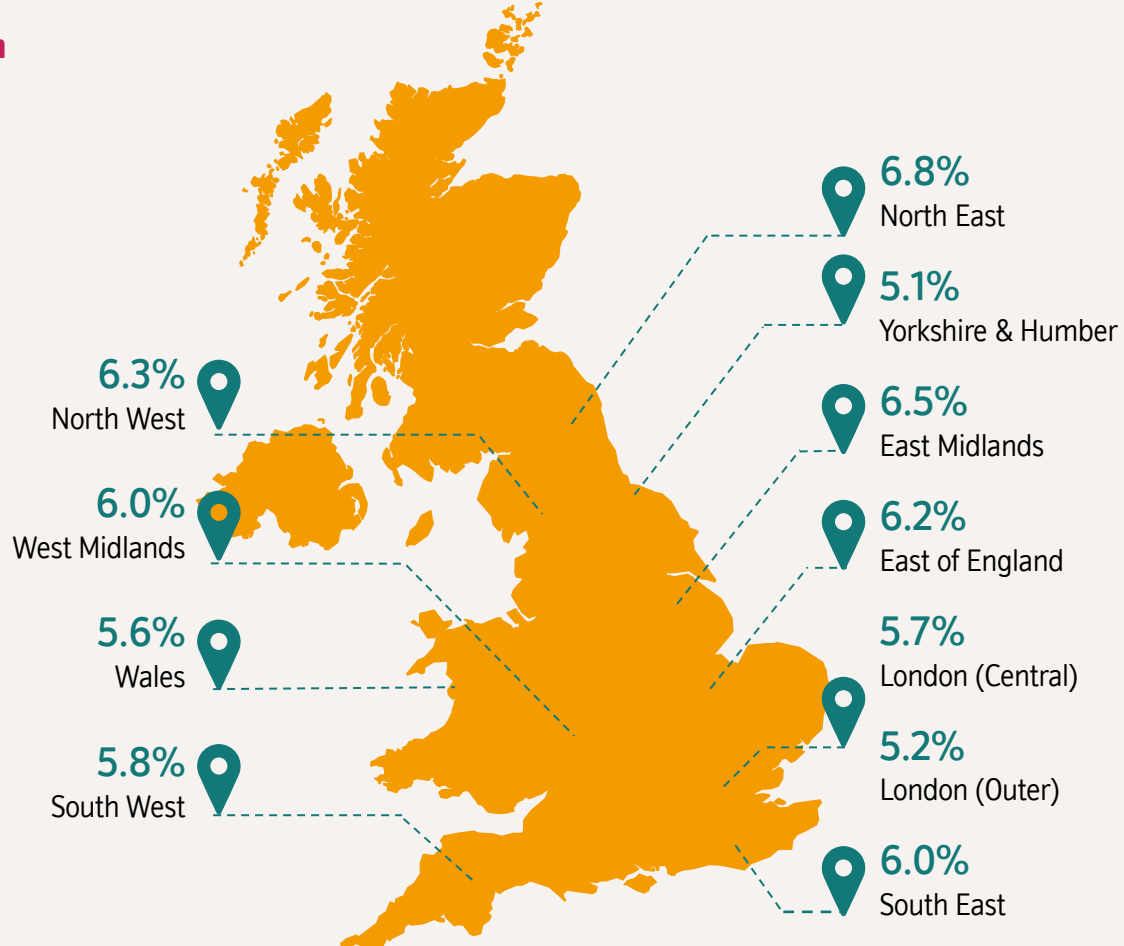 6.8%
North East
5.1%
Yorkshire & Humber
6.3%
North West
6.5%
East Midlands
6.0%
West Midlands
6.2%
East of England
5.6%
Wales
5.7%
London (Central)
5.8%
South West
5.2%
London (Outer)
6.0%
South East